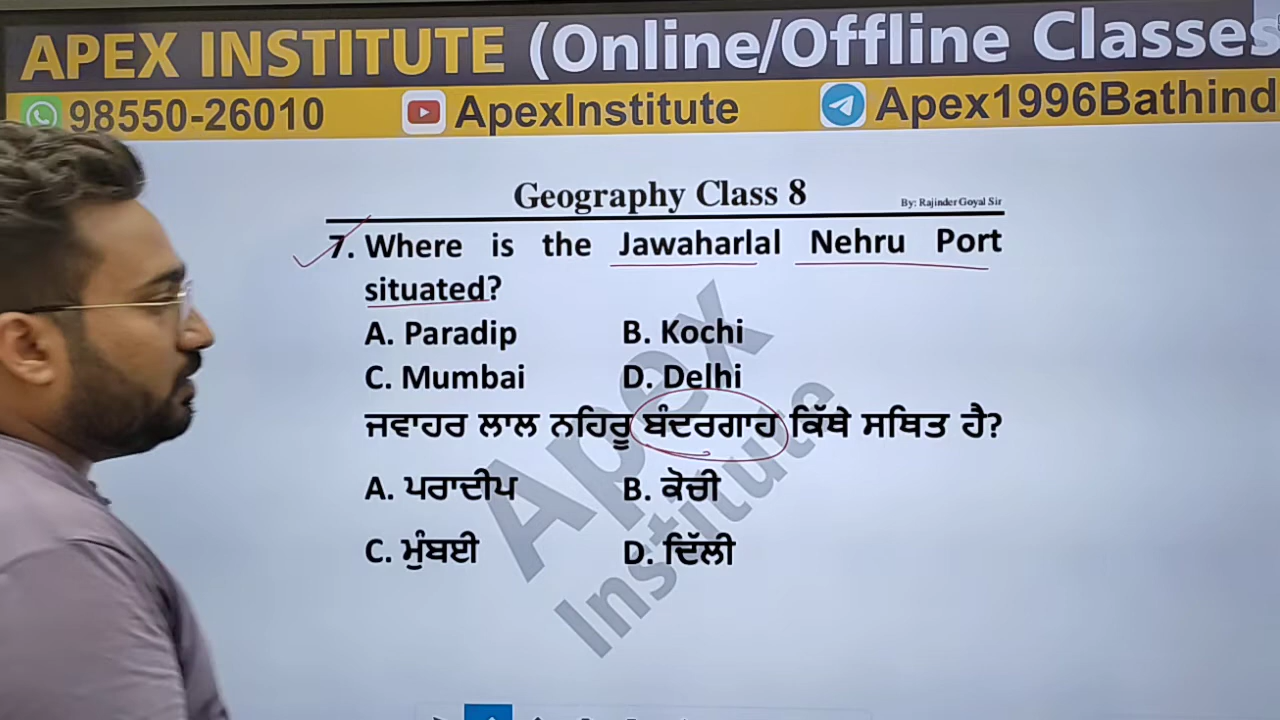 APEX INSTITUTE (Online/Offline Classes
98550-26010 ApexInstitute Apex1996Bathind
Geography Class 8
By: Rajinder Goyal Sir
7. Where is the Jawaharlal Nehru Port
situated?
A. Paradip B. Kochi
C. Mumbai D. Delhi
ਜਵਾਹਰ ਲਾਲ ਨਹਿਰੂ ਬੰਦਰਗਾਹ ਕਿੱਥੇ ਸਥਿਤ ਹੈ?
A. ਪਰਾਦੀਪ B. ਕੋਚੀ
C. ਮੁੰਬਈ D. ਦਿੱਲੀ
Apex
Institute